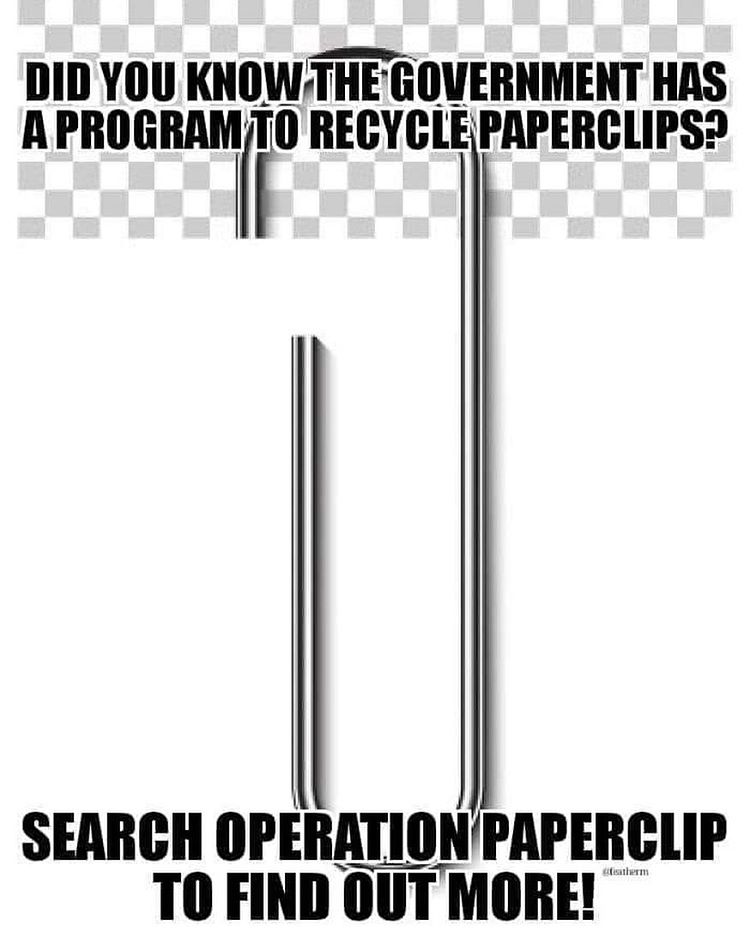 DID YOU KNOW THE GOVERNMENT HAS
A PROGRAM TO RECYCLE PAPERCLIPS?
SEARCH OPERATION PAPERCLIP
@featherm
TO FIND OUT MORE!